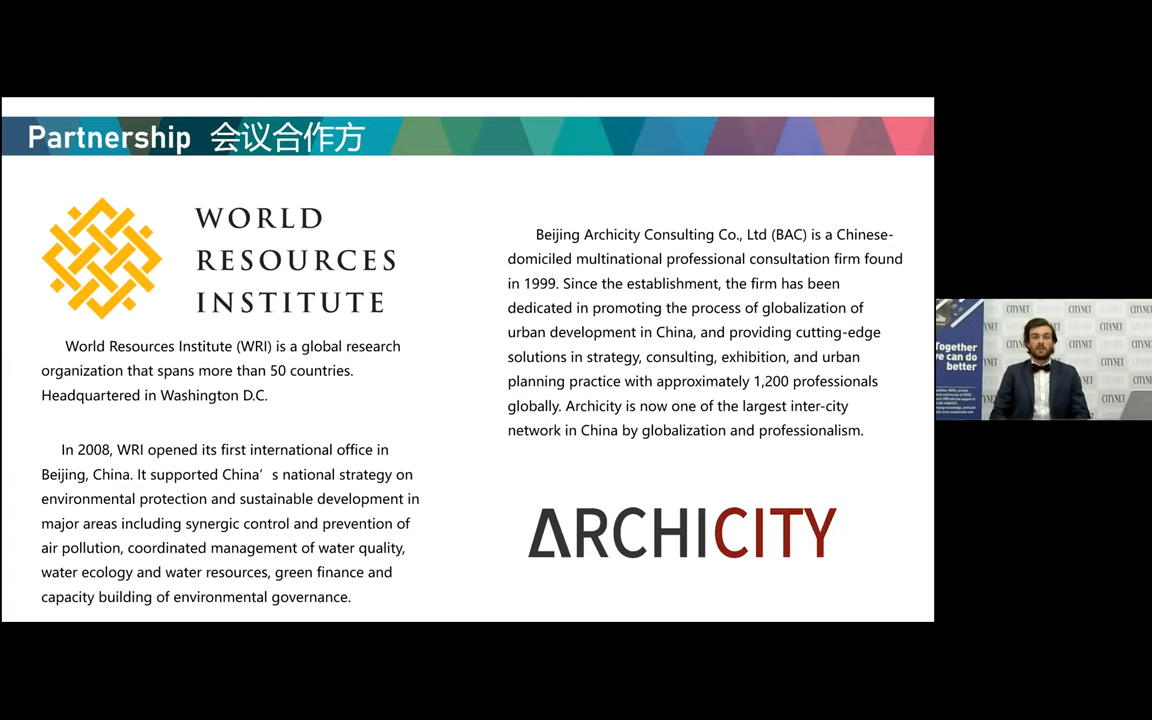 Partnership 会议合作方
WORLD
RESOURCES
INSTITUTE
World Resources Institute (WRI) is a global research
organization that spans more than 50 countries.
Headquartered in Washington D.C.
In 2008, WRI opened its first international office in
Beijing, China. It supported China’ s national strategy on
environmental protection and sustainable development in
major areas including synergic control and prevention of
air pollution, coordinated management of water quality,
water ecology and water resources, green finance and
capacity building of environmental governance.
Beijing Archicity Consulting Co., Ltd (BAC) is a Chinese-
domiciled multinational professional consultation firm found
in 1999. Since the establishment, the firm has been
dedicated in promoting the process of globalization of
urban development in China, and providing cutting-edge
solutions in strategy, consulting, exhibition, and urban
planning practice with approximately 1,200 professionals
globally. Archicity is now one of the largest inter-city
network in China by globalization and professionalism.
ARCHICITY
Together
we can do
better
CITYNET